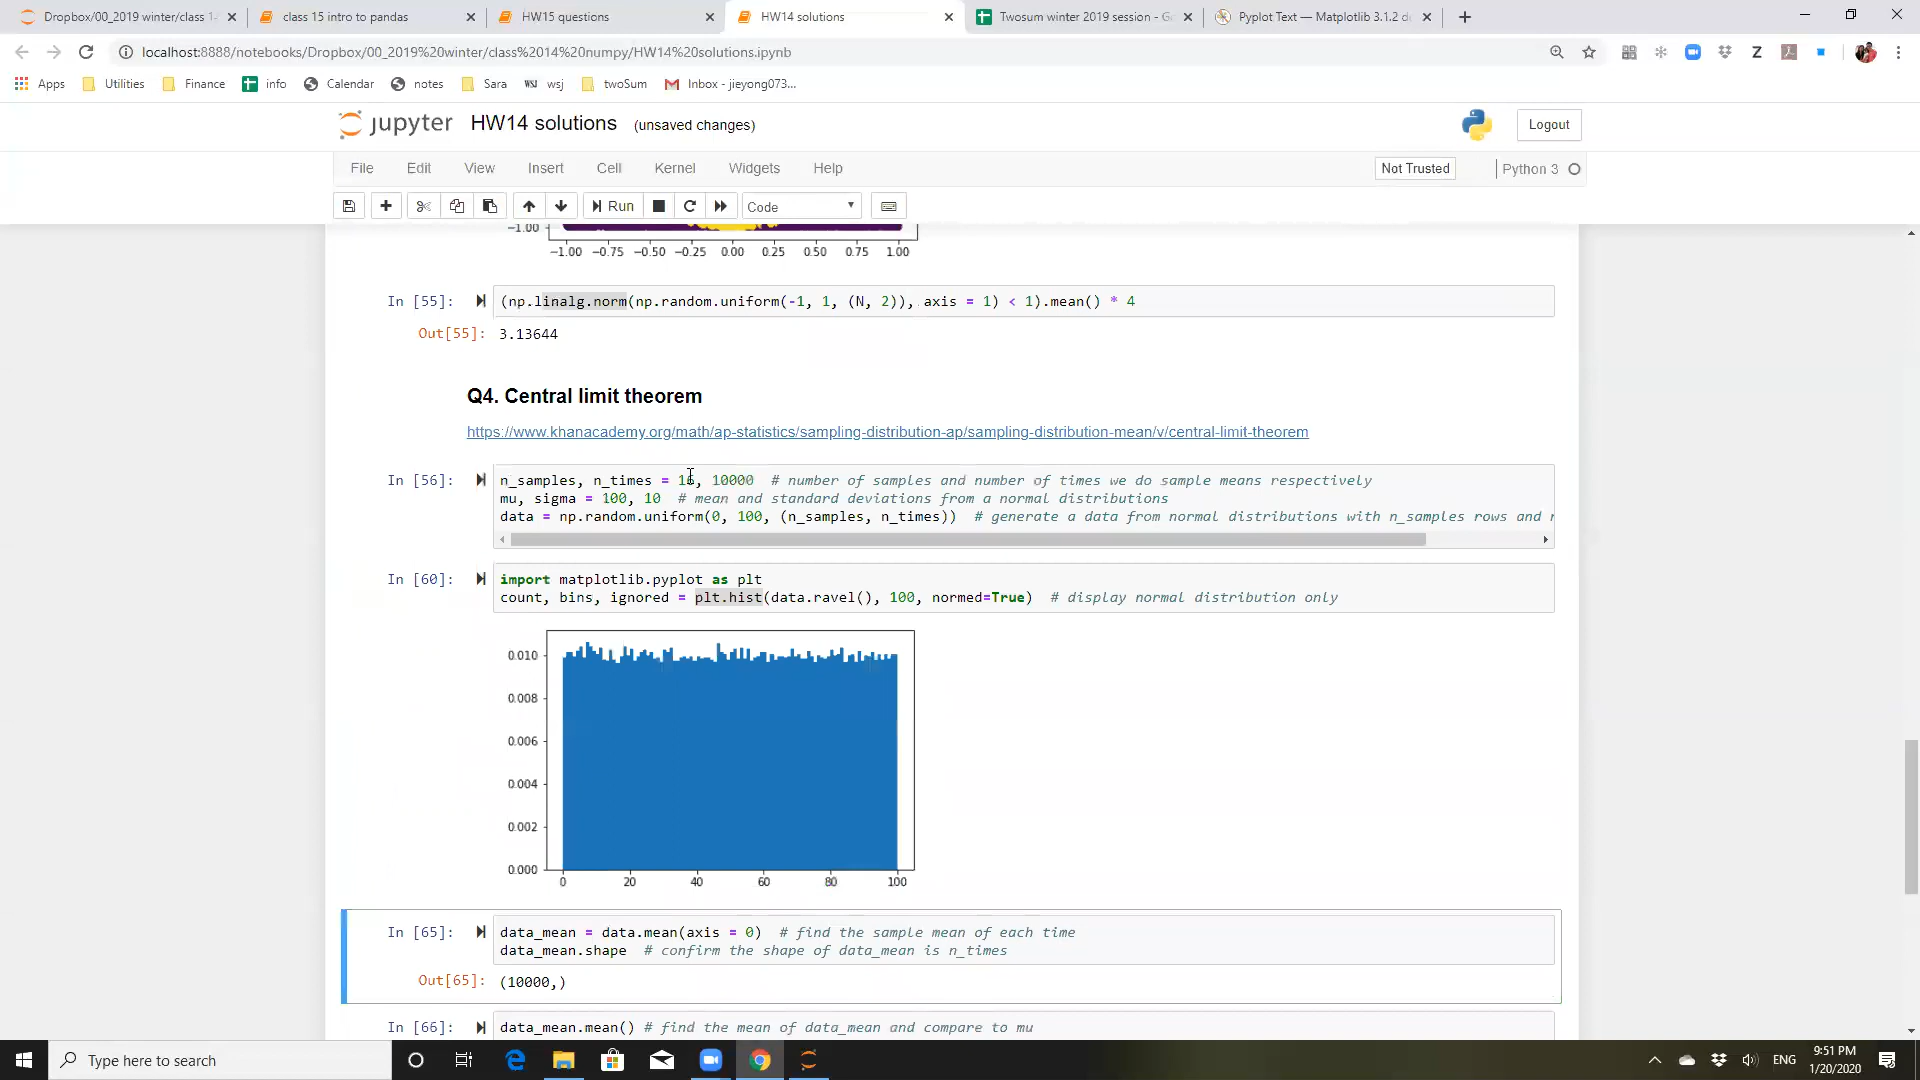 Dropbox/00_2019 winter/class 14
class 15 intro to pandas
HW15 questions
HW14 solutions
Twosum winter 2019 session - G
Pyplot Text — Matplotlib 3.1.2 d
localhost:8888/notebooks/Dropbox/00_2019%20winter/class%2014%20numpy/HW14%20solutions.ipynb
Apps Utilities Finance info Calendar notes Sara WSJ wsj twoSum Inbox - jieyong073...
jupyter HW14 solutions (unsaved changes) Logout
File Edit View Insert Cell Kernel Widgets Help Not Trusted Python 3
Run Code
−1.00
−1.00 −0.75 −0.50 −0.25 0.00 0.25 0.50 0.75 1.00
In [55]: (np.linalg.norm(np.random.uniform(-1, 1, (N, 2)), axis = 1) < 1).mean() * 4
Out[55]: 3.13644
Q4. Central limit theorem
https://www.khanacademy.org/math/ap-statistics/sampling-distribution-ap/sampling-distribution-mean/v/central-limit-theorem
In [56]: n_samples, n_times = , 10000 # number of samples and number of times we do sample means respectively
mu, sigma = 100, 10 # mean and standard deviations from a normal distributions
data = np.random.uniform(0, 100, (n_samples, n_times)) # generate a data from normal distributions with n_samples rows and
In [60]: import matplotlib.pyplot as plt
count, bins, ignored = plt.hist(data.ravel(), 100, normed=True) # display normal distribution only
0.010
0.008
0.006
0.004
0.002
0.000
0 20 40 60 80 100
In [65]: data_mean = data.mean(axis = 0) # find the sample mean of each time
data_mean.shape # confirm the shape of data_mean is n_times
Out[65]: (10000,)
In [66]: data_mean.mean() # find the mean of data_mean and compare to mu
Type here to search
ENG
9:51 PM
1/20/2020